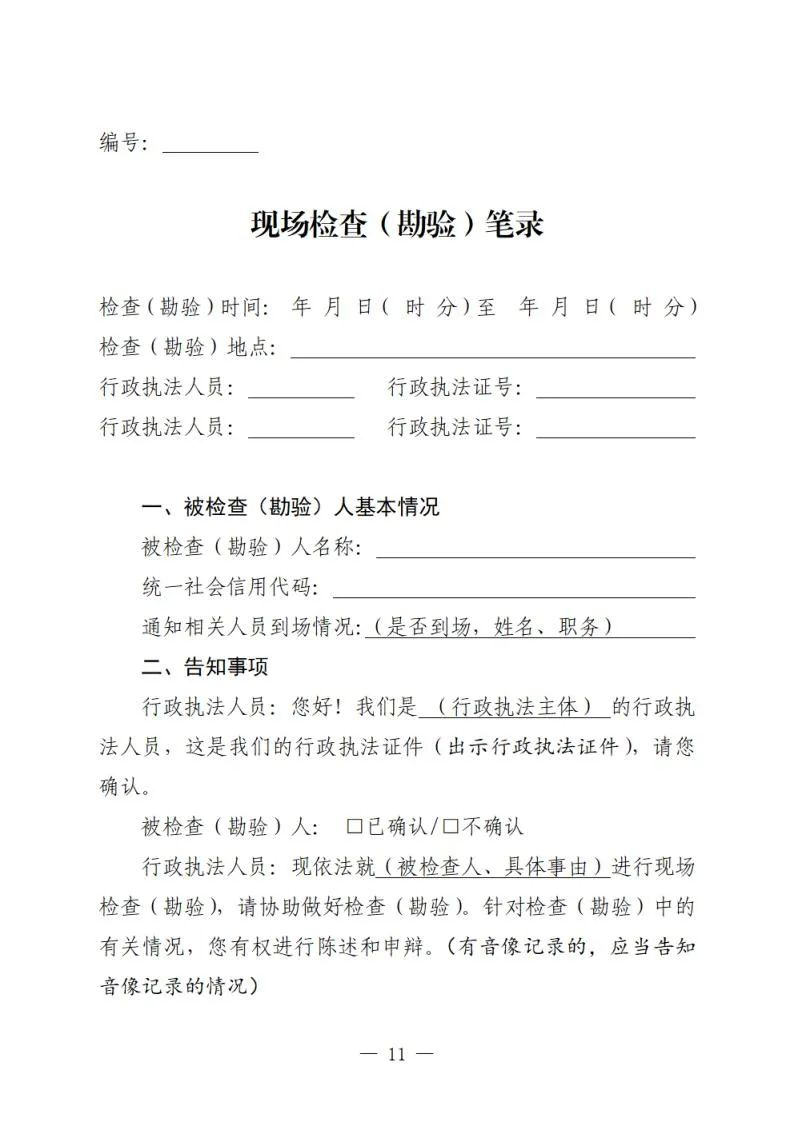 编号：________
现场检查（勘验）笔录
检查（勘验）时间： 年 月 日（ 时 分）至 年 月 日（ 时 分）
检查（勘验）地点：
行政执法人员： 行政执法证号：
行政执法人员： 行政执法证号：
一、被检查（勘验）人基本情况
被检查（勘验）人名称：
统一社会信用代码：
通知相关人员到场情况：（是否到场，姓名、职务）
二、告知事项
行政执法人员：您好！我们是（行政执法主体）的行政执
法人员，这是我们的行政执法证件（出示行政执法证件），请您
确认。
被检查（勘验）人： □已确认/□不确认
行政执法人员：现依法就（被检查人、具体事由）进行现场
检查（勘验），请协助做好检查（勘验）。针对检查（勘验）中的
有关情况，您有权进行陈述和申辩。（有音像记录的，应当告知
音像记录的情况）
— 11 —